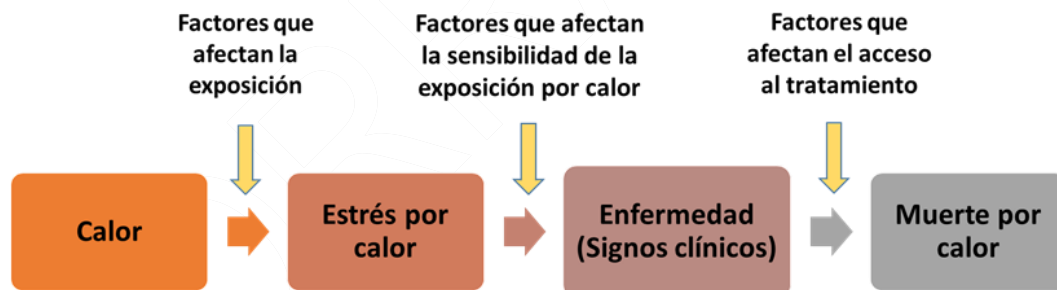 Factores que
afectan la
exposición
Factores que afectan
la sensibilidad de la
exposición por calor
Factores que
afectan el acceso
al tratamiento
Calor
Estrés por
calor
Enfermedad
(Signos clínicos)
Muerte por
calor